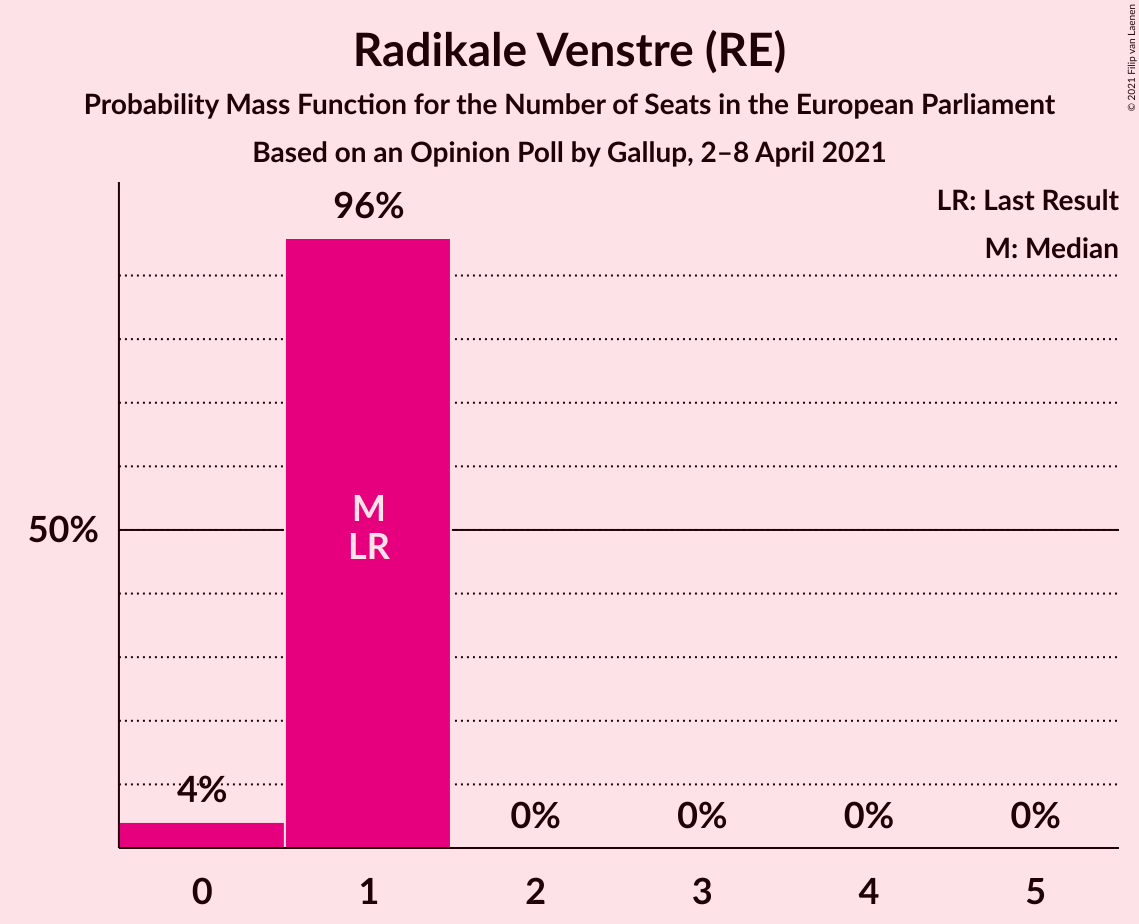 Radikale Venstre (RE)
Probability Mass Function for the Number of Seats in the European Parliament
Based on an Opinion Poll by Gallup, 2–8 April 2021
© 2021 Filip van Laenen
LR: Last Result
M: Median
96%
50%
M
LR
4%
0%
0%
0%
0%
0
1
2
3
4
5